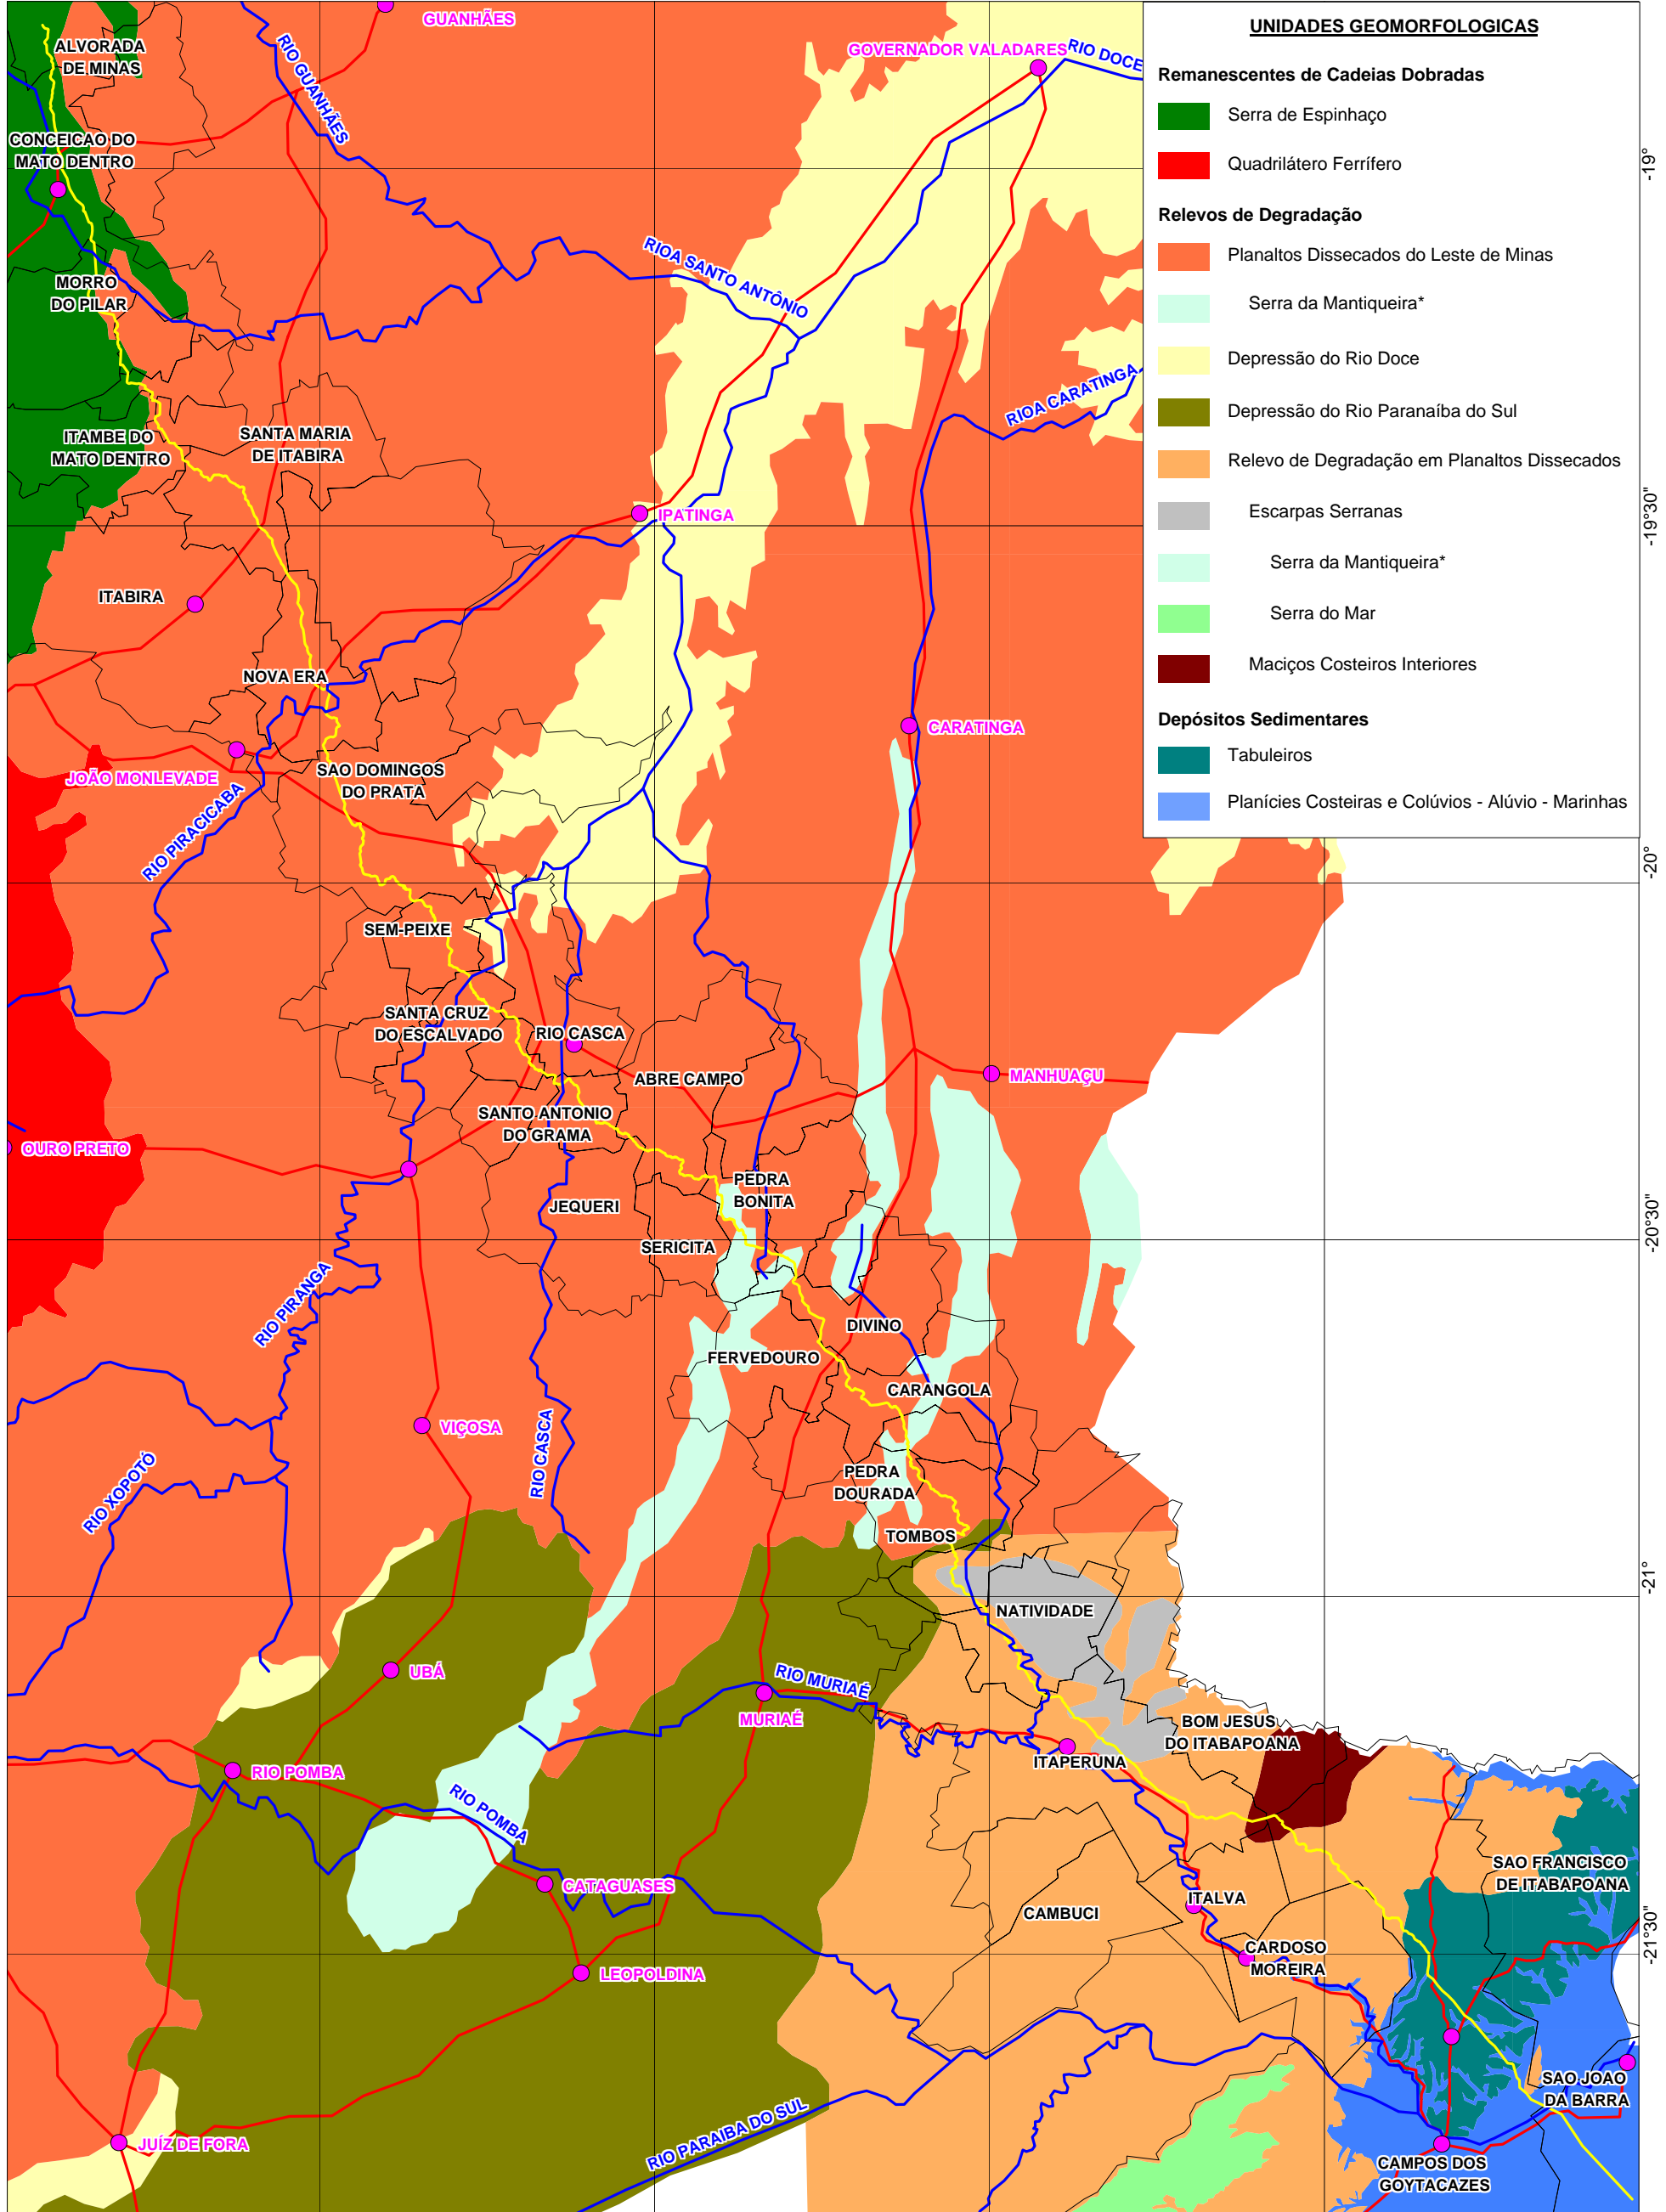 UNIDADES GEOMORFOLOGICAS
Remanescentes de Cadeias Dobradas
Serra de Espinhaço
Quadrilátero Ferrífero
Relevos de Degradação
Planaltos Dissecados do Leste de Minas
Serra da Mantiqueira*
Depressão do Rio Doce
Depressão do Rio Paranaíba do Sul
Relevo de Degradação em Planaltos Dissecados
Escarpas Serranas
Serra da Mantiqueira*
Serra do Mar
Maciços Costeiros Interiores
Depósitos Sedimentares
Tabuleiros
Planícies Costeiras e Colúvios - Alúvio - Marinhas
-19°
-19°30"
-20°
-20°30"
-21°
-21°30"
GUANHÃES
ALVORADA
DE MINAS
RIO GUANHÃES
GOVERNADOR VALADARES
RIO DOCE
CONCEICAO DO
MATO DENTRO
RIOA SANTO ANTÔNIO
MORRO
DO PILAR
RIOA CARATINGA
ITAMBE DO
MATO DENTRO
SANTA MARIA
DE ITABIRA
IPATINGA
ITABIRA
NOVA ERA
CARATINGA
JOÃO MONLEVADE
SAO DOMINGOS
DO PRATA
RIO PIRACICABA
SEM-PEIXE
SANTA CRUZ
DO ESCALVADO
RIO CASCA
ABRE CAMPO
MANHUAÇU
SANTO ANTONIO
DO GRAMA
OURO PRETO
PEDRA
BONITA
JEQUERI
SERICITA
RIO PIRANGA
DIVINO
FERVEDOURO
CARANGOLA
VIÇOSA
RIO CASCA
RIO XOPOTÓ
PEDRA
DOURADA
TOMBOS
NATIVIDADE
UBÁ
RIO MURIAÉ
MURIAÉ
BOM JESUS
DO ITABAPOANA
ITAPERUNA
RIO POMBA
RIO POMBA
SAO FRANCISCO
DE ITABAPOANA
CATAGUASES
ITALVA
CAMBUCI
CARDOSO
MOREIRA
LEOPOLDINA
SAO JOAO
DA BARRA
RIO PARAIBA DO SUL
JUÍZ DE FORA
CAMPOS DOS
GOYTACAZES